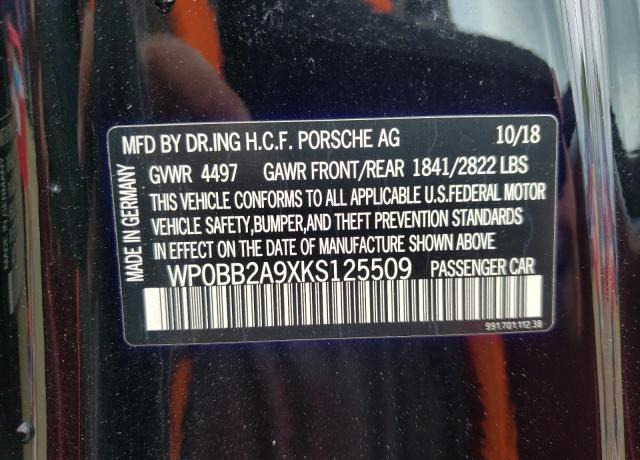 MFD BY DR.ING H.C.F. PORSCHE AG 10/18
MADE IN GERMANY
GVWR 4497 GAWR FRONT/REAR 1841/2822 LBS
THIS VEHICLE CONFORMS TO ALL APPLICABLE U.S.FEDERAL MOTOR
VEHICLE SAFETY,BUMPER,AND THEFT PREVENTION STANDARDS
IN EFFECT ON THE DATE OF MANUFACTURE SHOWN ABOVE
WP0BB2A9XKS125509 PASSENGER CAR
991.701.112.38